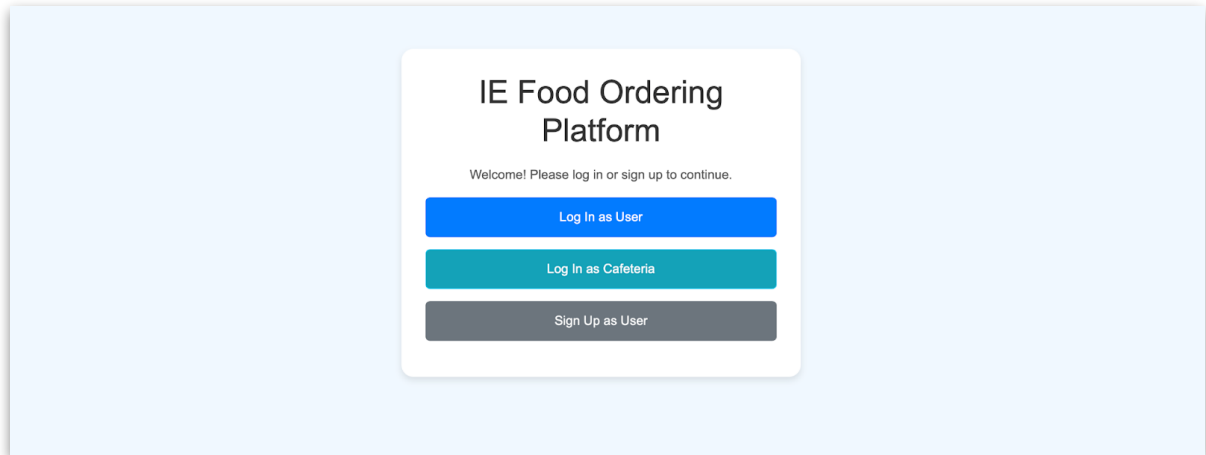 IE Food Ordering
Platform
Welcome! Please log in or sign up to continue.
Log In as User
Log In as Cafeteria
Sign Up as User